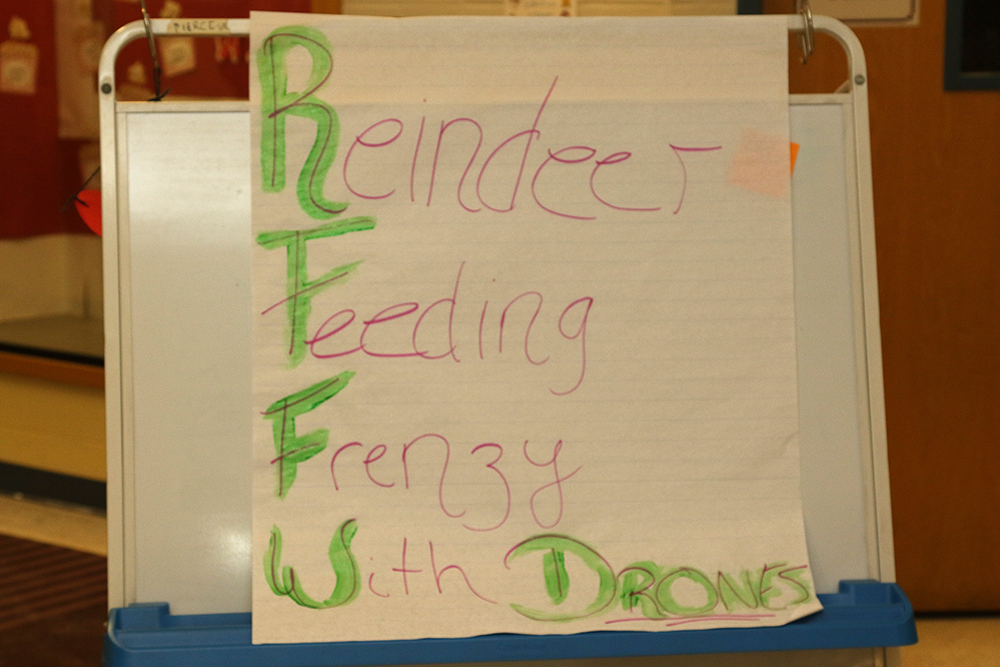 Reindeer
Feeding
Frenzy
With DRONES